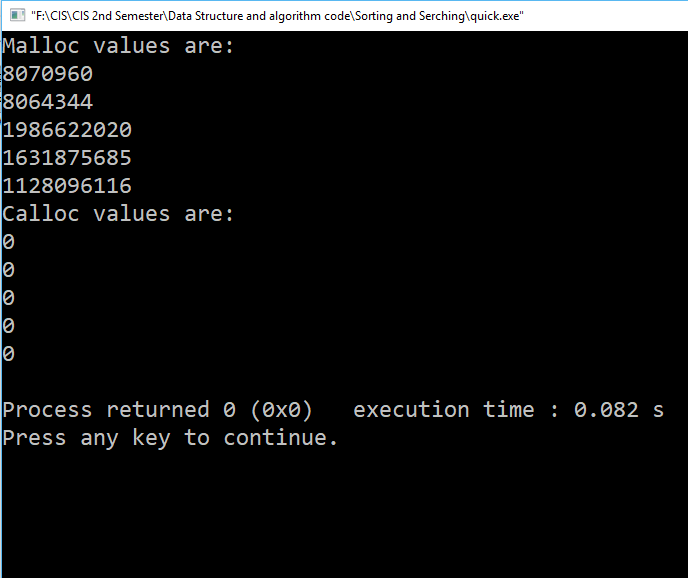 "F:\CIS\CIS 2nd Semester\Data Structure and algorithm code\Sorting and Serching\quick.exe"
Malloc values are:
8070960
8064344
1986622020
1631875685
1128096116
Calloc values are:
0
0
0
0
0
Process returned 0 (0x0)   execution time : 0.082 s
Press any key to continue.